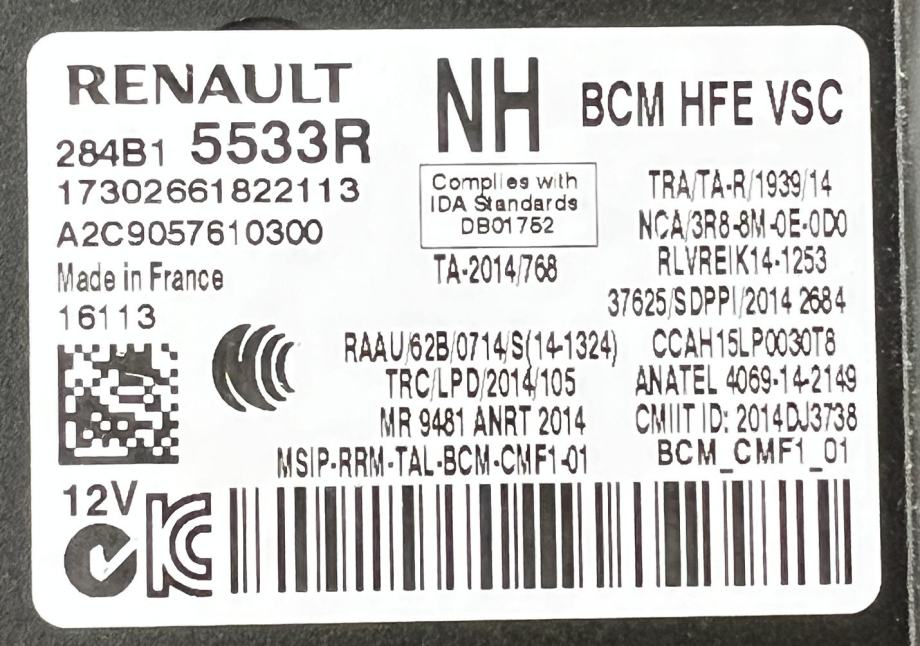 RENAULT
284B1 5533R
17302661822113
A2C9057610300
Made in France
16113
NH
BCM HFE VSC
Complies with
IDA Standards
DB01752
TA-2014/768
TRA/TA-R/1939/14
NCA/3R8-8M-0E-0D0
RLVREIK14-1253
37625/SDPPI/2014 2684
RAAU/62B/0714/S(14-1324)
CCAH15LP0030T8
TRC/LPD/2014/105
ANATEL 4069-14-2149
MR 9481 ANRT 2014
CMIIT ID: 2014DJ3738
MSIP-RRM-TAL-BCM-CMF1-01
BCM_CMF1_01
12V